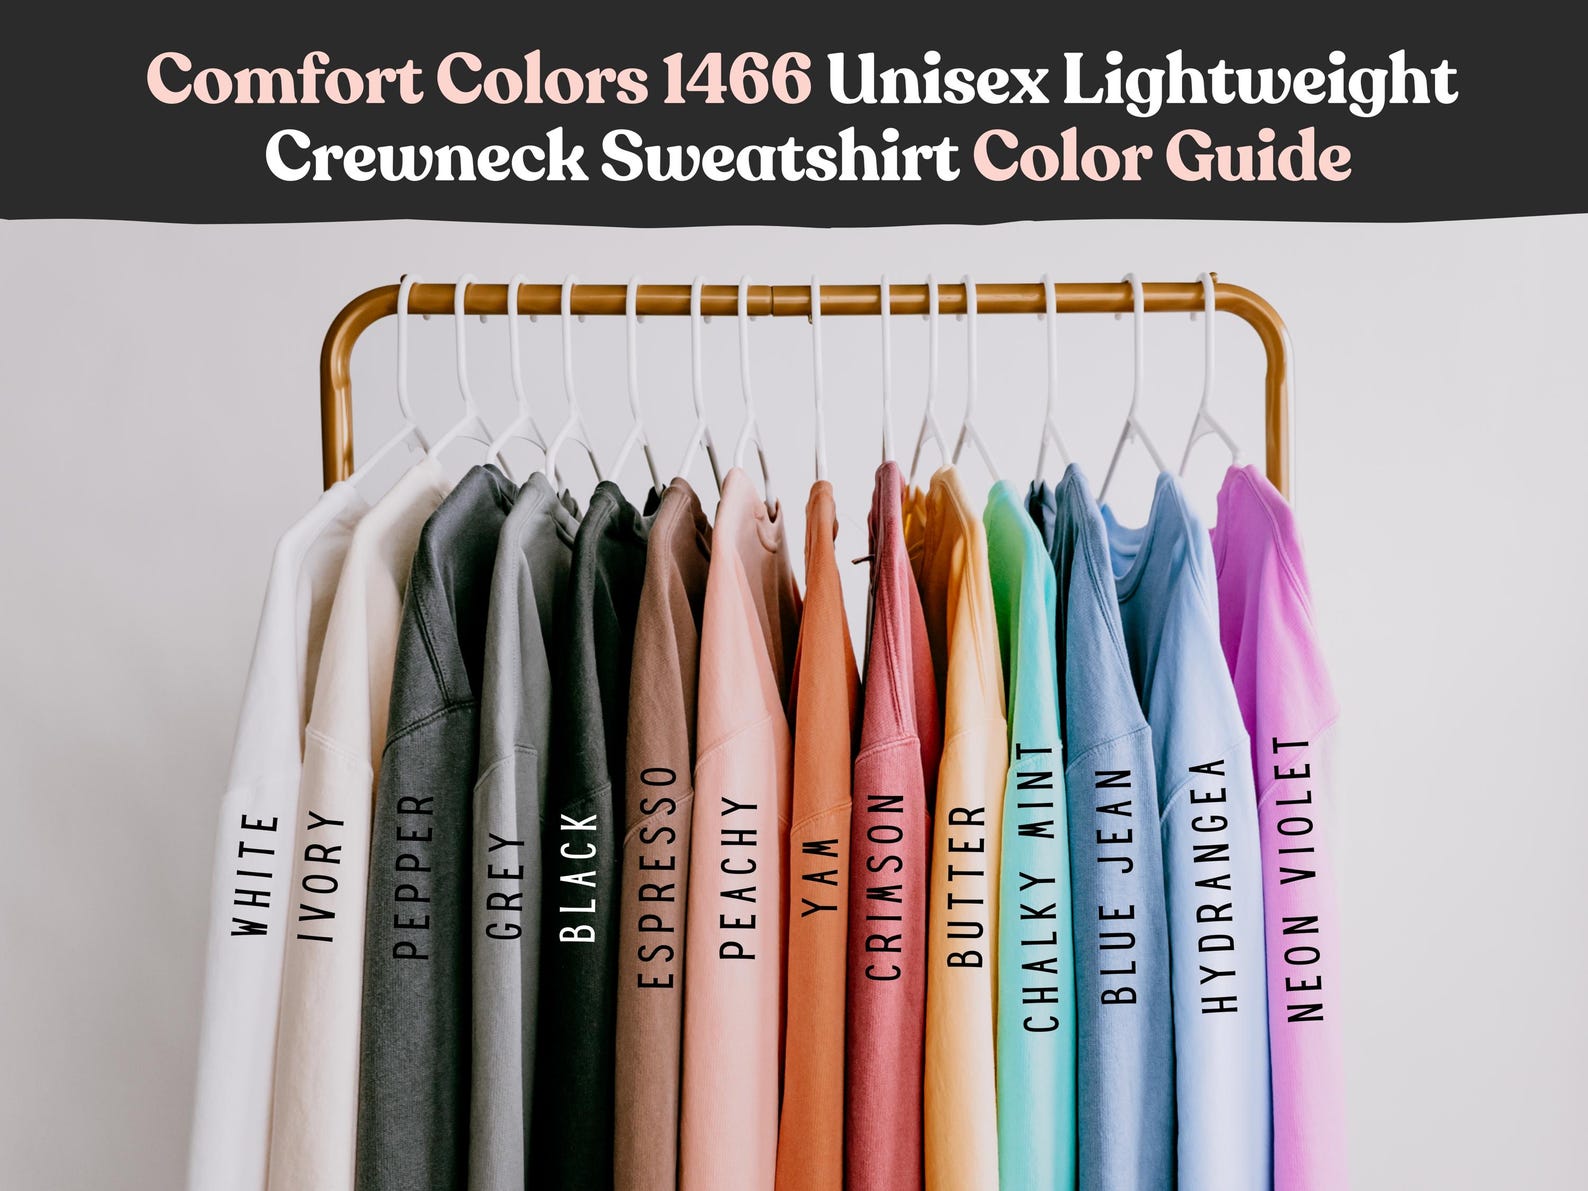 Comfort Colors 1466 Unisex Lightweight
Crewneck Sweatshirt Color Guide
WHITE
IVORY
PEPPER
GREY
BLACK
ESPRESSO
PEACHY
YAM
CRIMSON
BUTTER
CHALKY MINT
BLUE JEAN
HYDRANGEA
NEON VIOLET